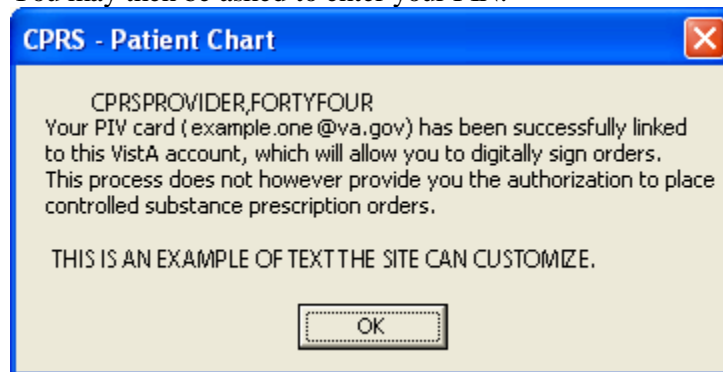 You may then be asked to enter your PIN.
CPRS - Patient Chart
CPRSPROVIDER,FORTYFOUR
Your PIV card (example.one@va.gov) has been successfully linked
to this VistA account, which will allow you to digitally sign orders.
This process does not however provide you the authorization to place
controlled substance prescription orders.
THIS IS AN EXAMPLE OF TEXT THE SITE CAN CUSTOMIZE.
OK